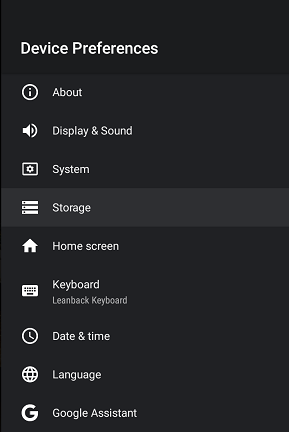 Device Preferences
About
Display & Sound
System
Storage
Home screen
Keyboard
Leanback Keyboard
Date & time
Language
Google Assistant